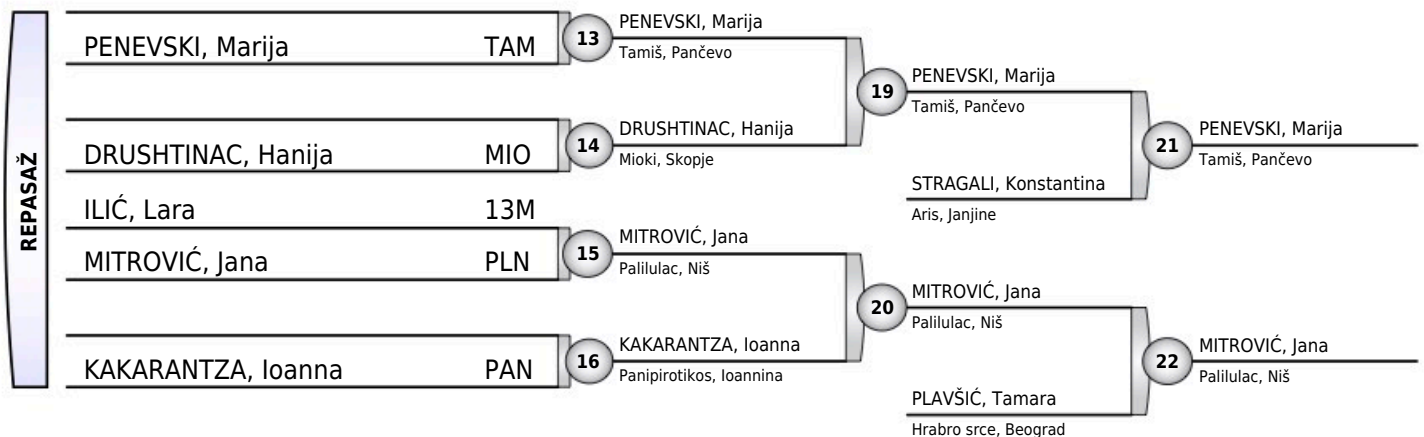 REPASAŽ
PENEVSKI, Marija TAM
DRUSHTINAC, Hanija MIO
ILIĆ, Lara 13M
MITROVIĆ, Jana PLN
KAKARANTZA, Ioanna PAN
13
PENEVSKI, Marija
Tamiš, Pančevo
14
DRUSHTINAC, Hanija
Mioki, Skopje
15
MITROVIĆ, Jana
Palilulac, Niš
16
KAKARANTZA, Ioanna
Panipirotikos, Ioannina
19
PENEVSKI, Marija
Tamiš, Pančevo
STRAGALI, Konstantina
Aris, Janjine
20
MITROVIĆ, Jana
Palilulac, Niš
PLAVŠIĆ, Tamara
Hrabro srce, Beograd
21
PENEVSKI, Marija
Tamiš, Pančevo
22
MITROVIĆ, Jana
Palilulac, Niš